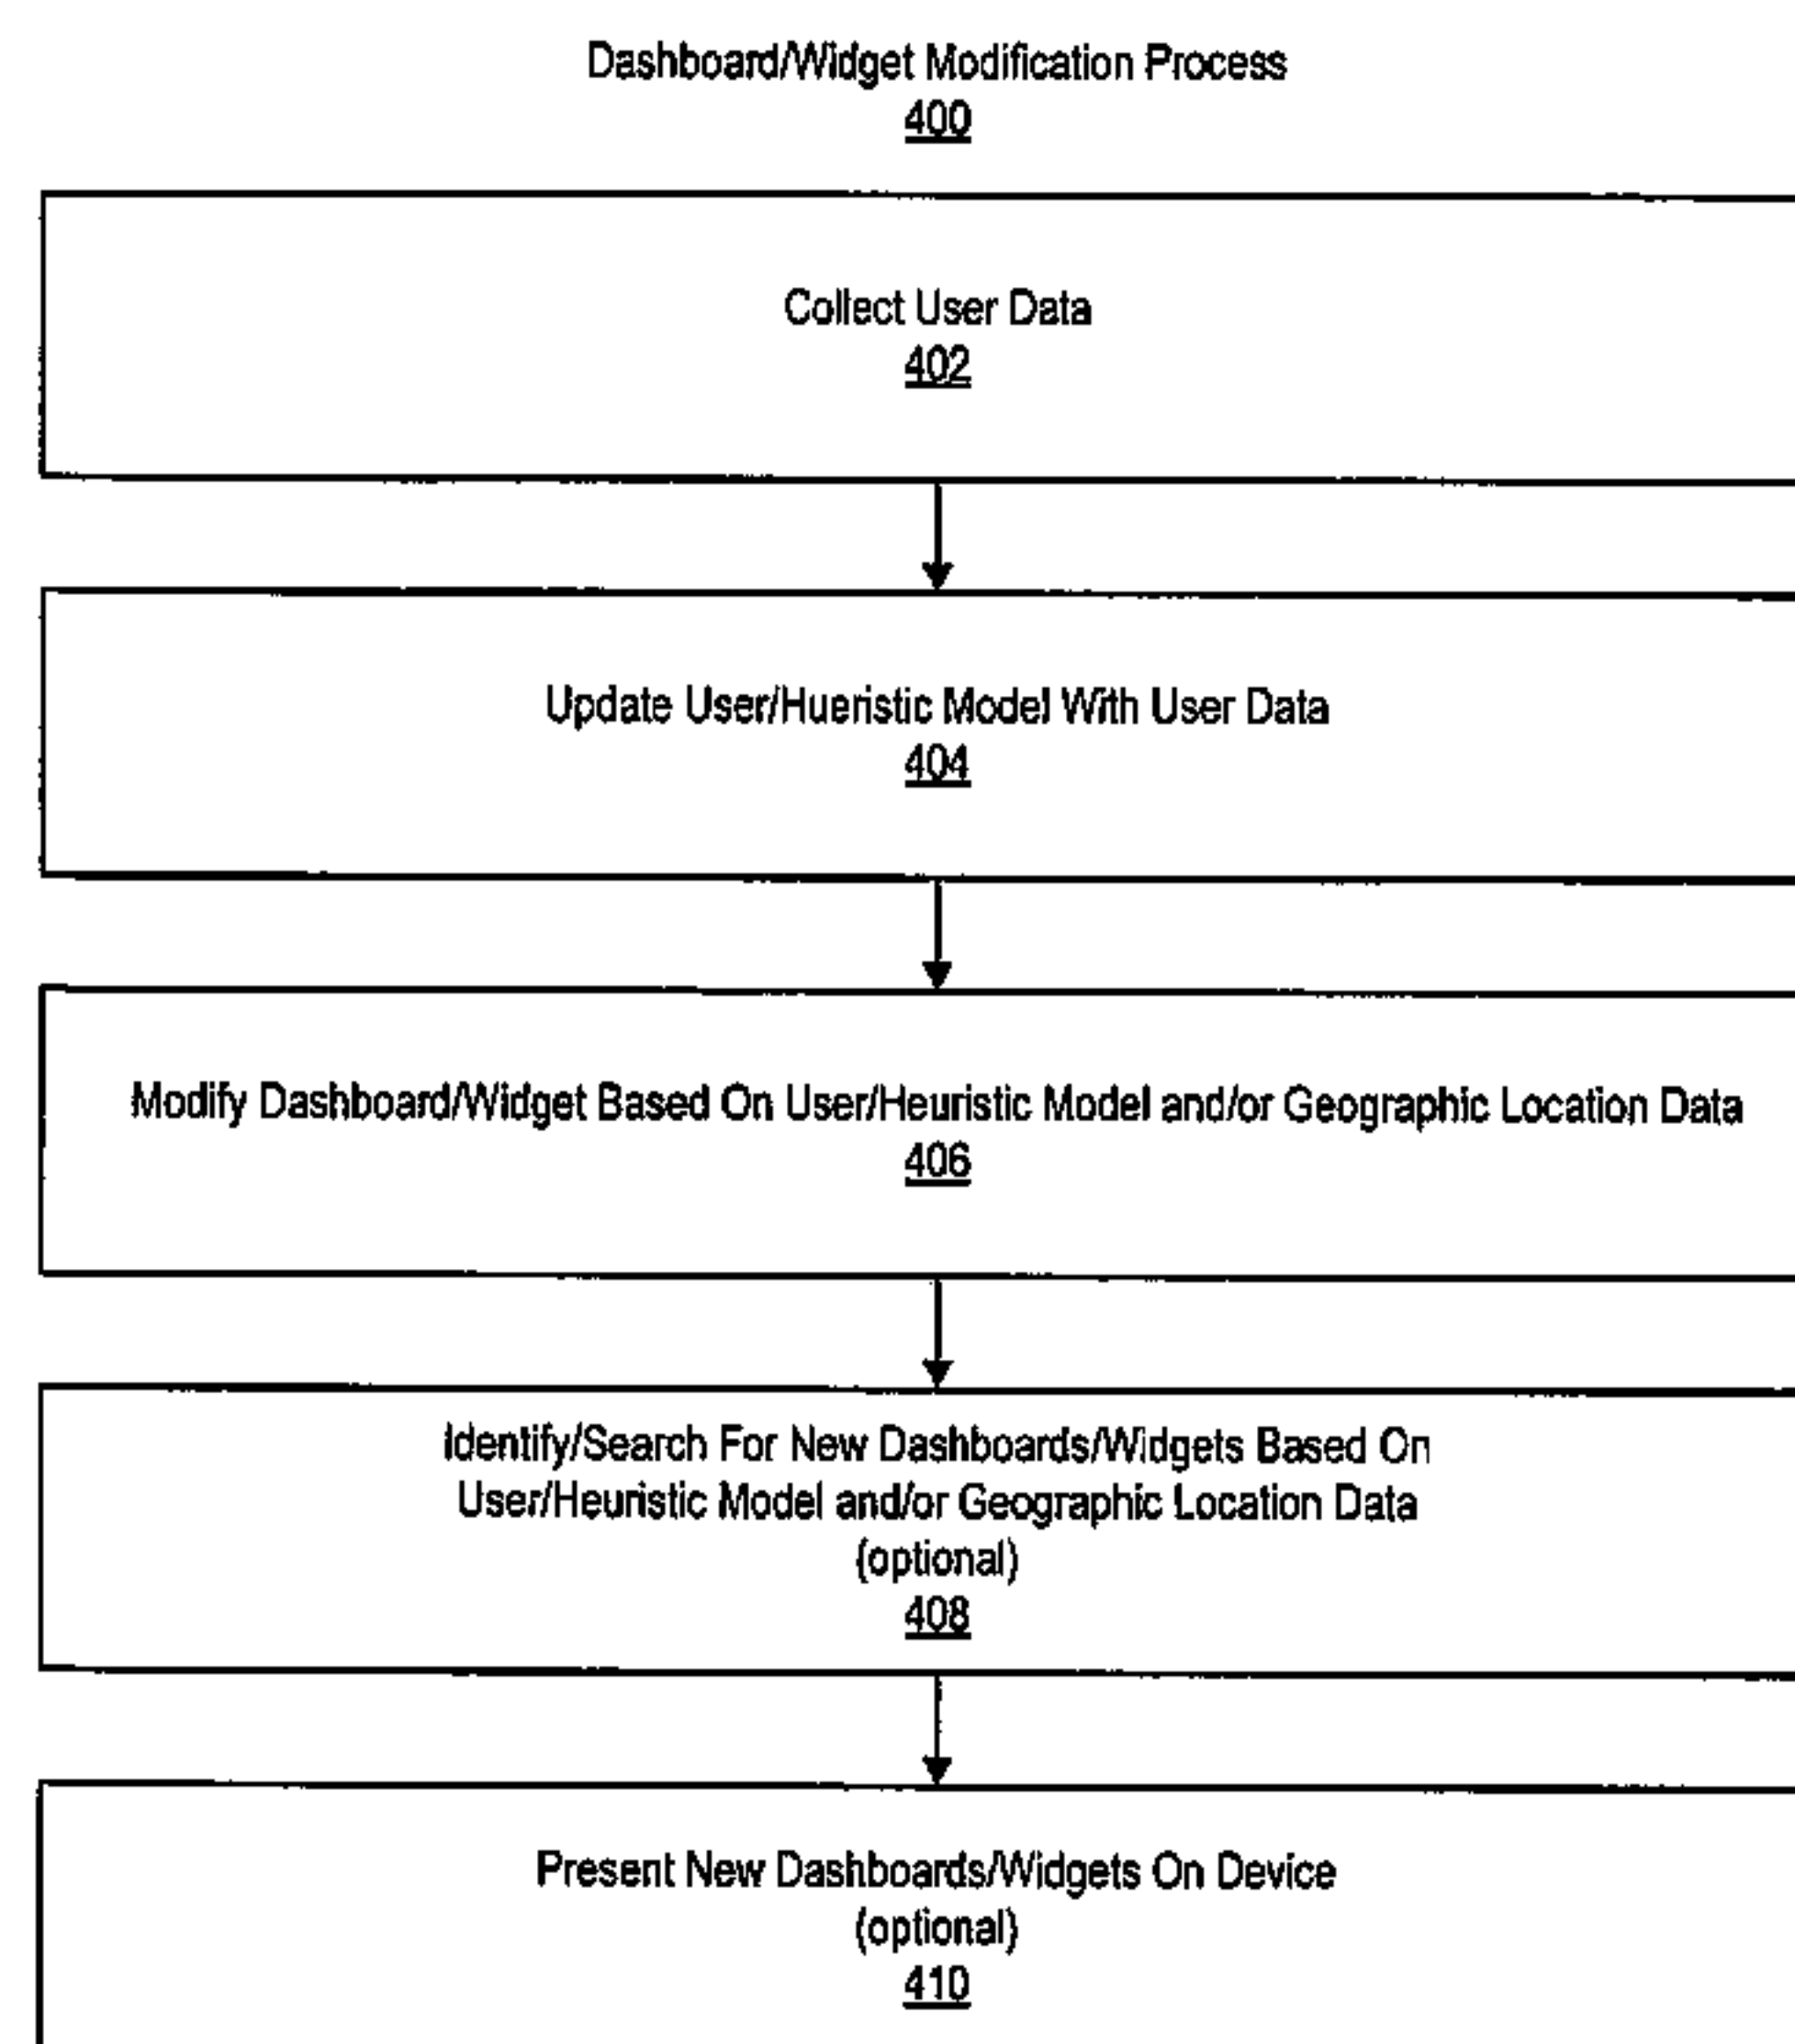 Dashboard/Widget Modification Process
400
Collect User Data
402
Update User/Hueristic Model With User Data
404
Modify Dashboard/Widget Based On User/Heuristic Model and/or Geographic Location Data
406
Identify/Search For New Dashboards/Widgets Based On
User/Heuristic Model and/or Geographic Location Data
(optional)
408
Present New Dashboards/Widgets On Device
(optional)
410